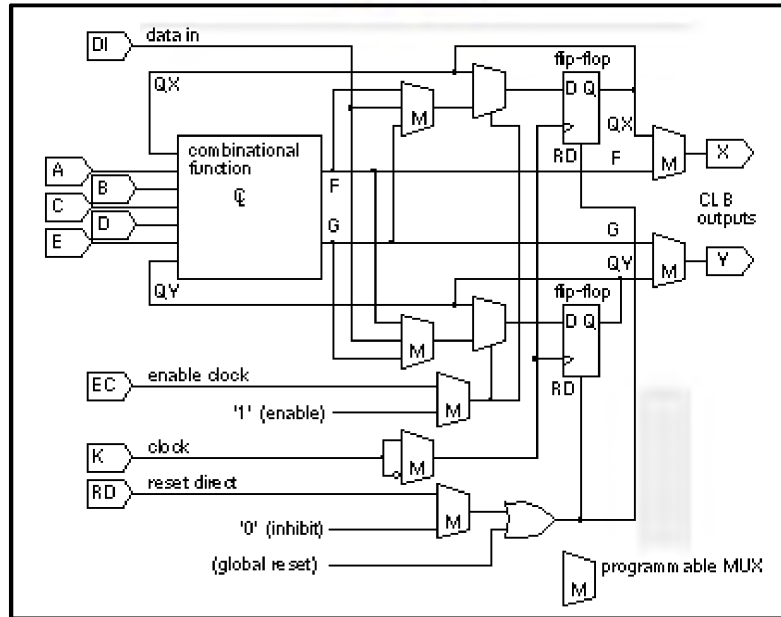 DI
data in
flip-flop
QX
D Q
M
M
QX
combinational
function
RD
X
A
F
B
C
F
CLB
outputs
D
G
G
E
QY
M
Y
QY
flip-flop
D Q
M
EC
enable clock
RD
'1' (enable)
M
K
clock
M
RD
reset direct
M
'0' (inhibit)
(global reset)
programmable MUX
M